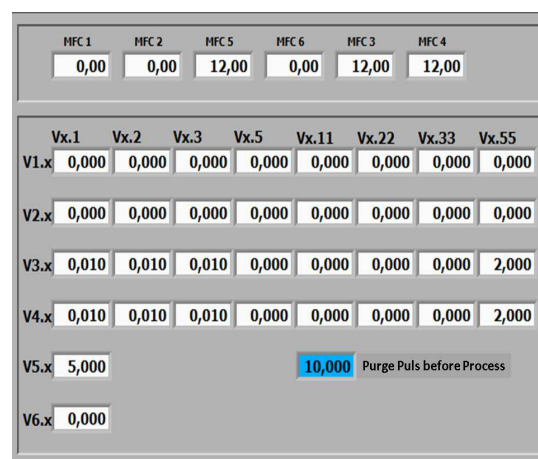 MFC 1 MFC 2 MFC 5 MFC 6 MFC 3 MFC 4
0,00 0,00 12,00 0,00 12,00 12,00
Vx.1 Vx.2 Vx.3 Vx.5 Vx.11 Vx.22 Vx.33 Vx.55
V1.x 0,000 0,000 0,000 0,000 0,000 0,000 0,000 0,000
V2.x 0,000 0,000 0,000 0,000 0,000 0,000 0,000 0,000
V3.x 0,010 0,010 0,010 0,000 0,000 0,000 0,000 2,000
V4.x 0,010 0,010 0,010 0,000 0,000 0,000 0,000 2,000
V5.x 5,000 10,000 Purge Puls before Process
V6.x 0,000